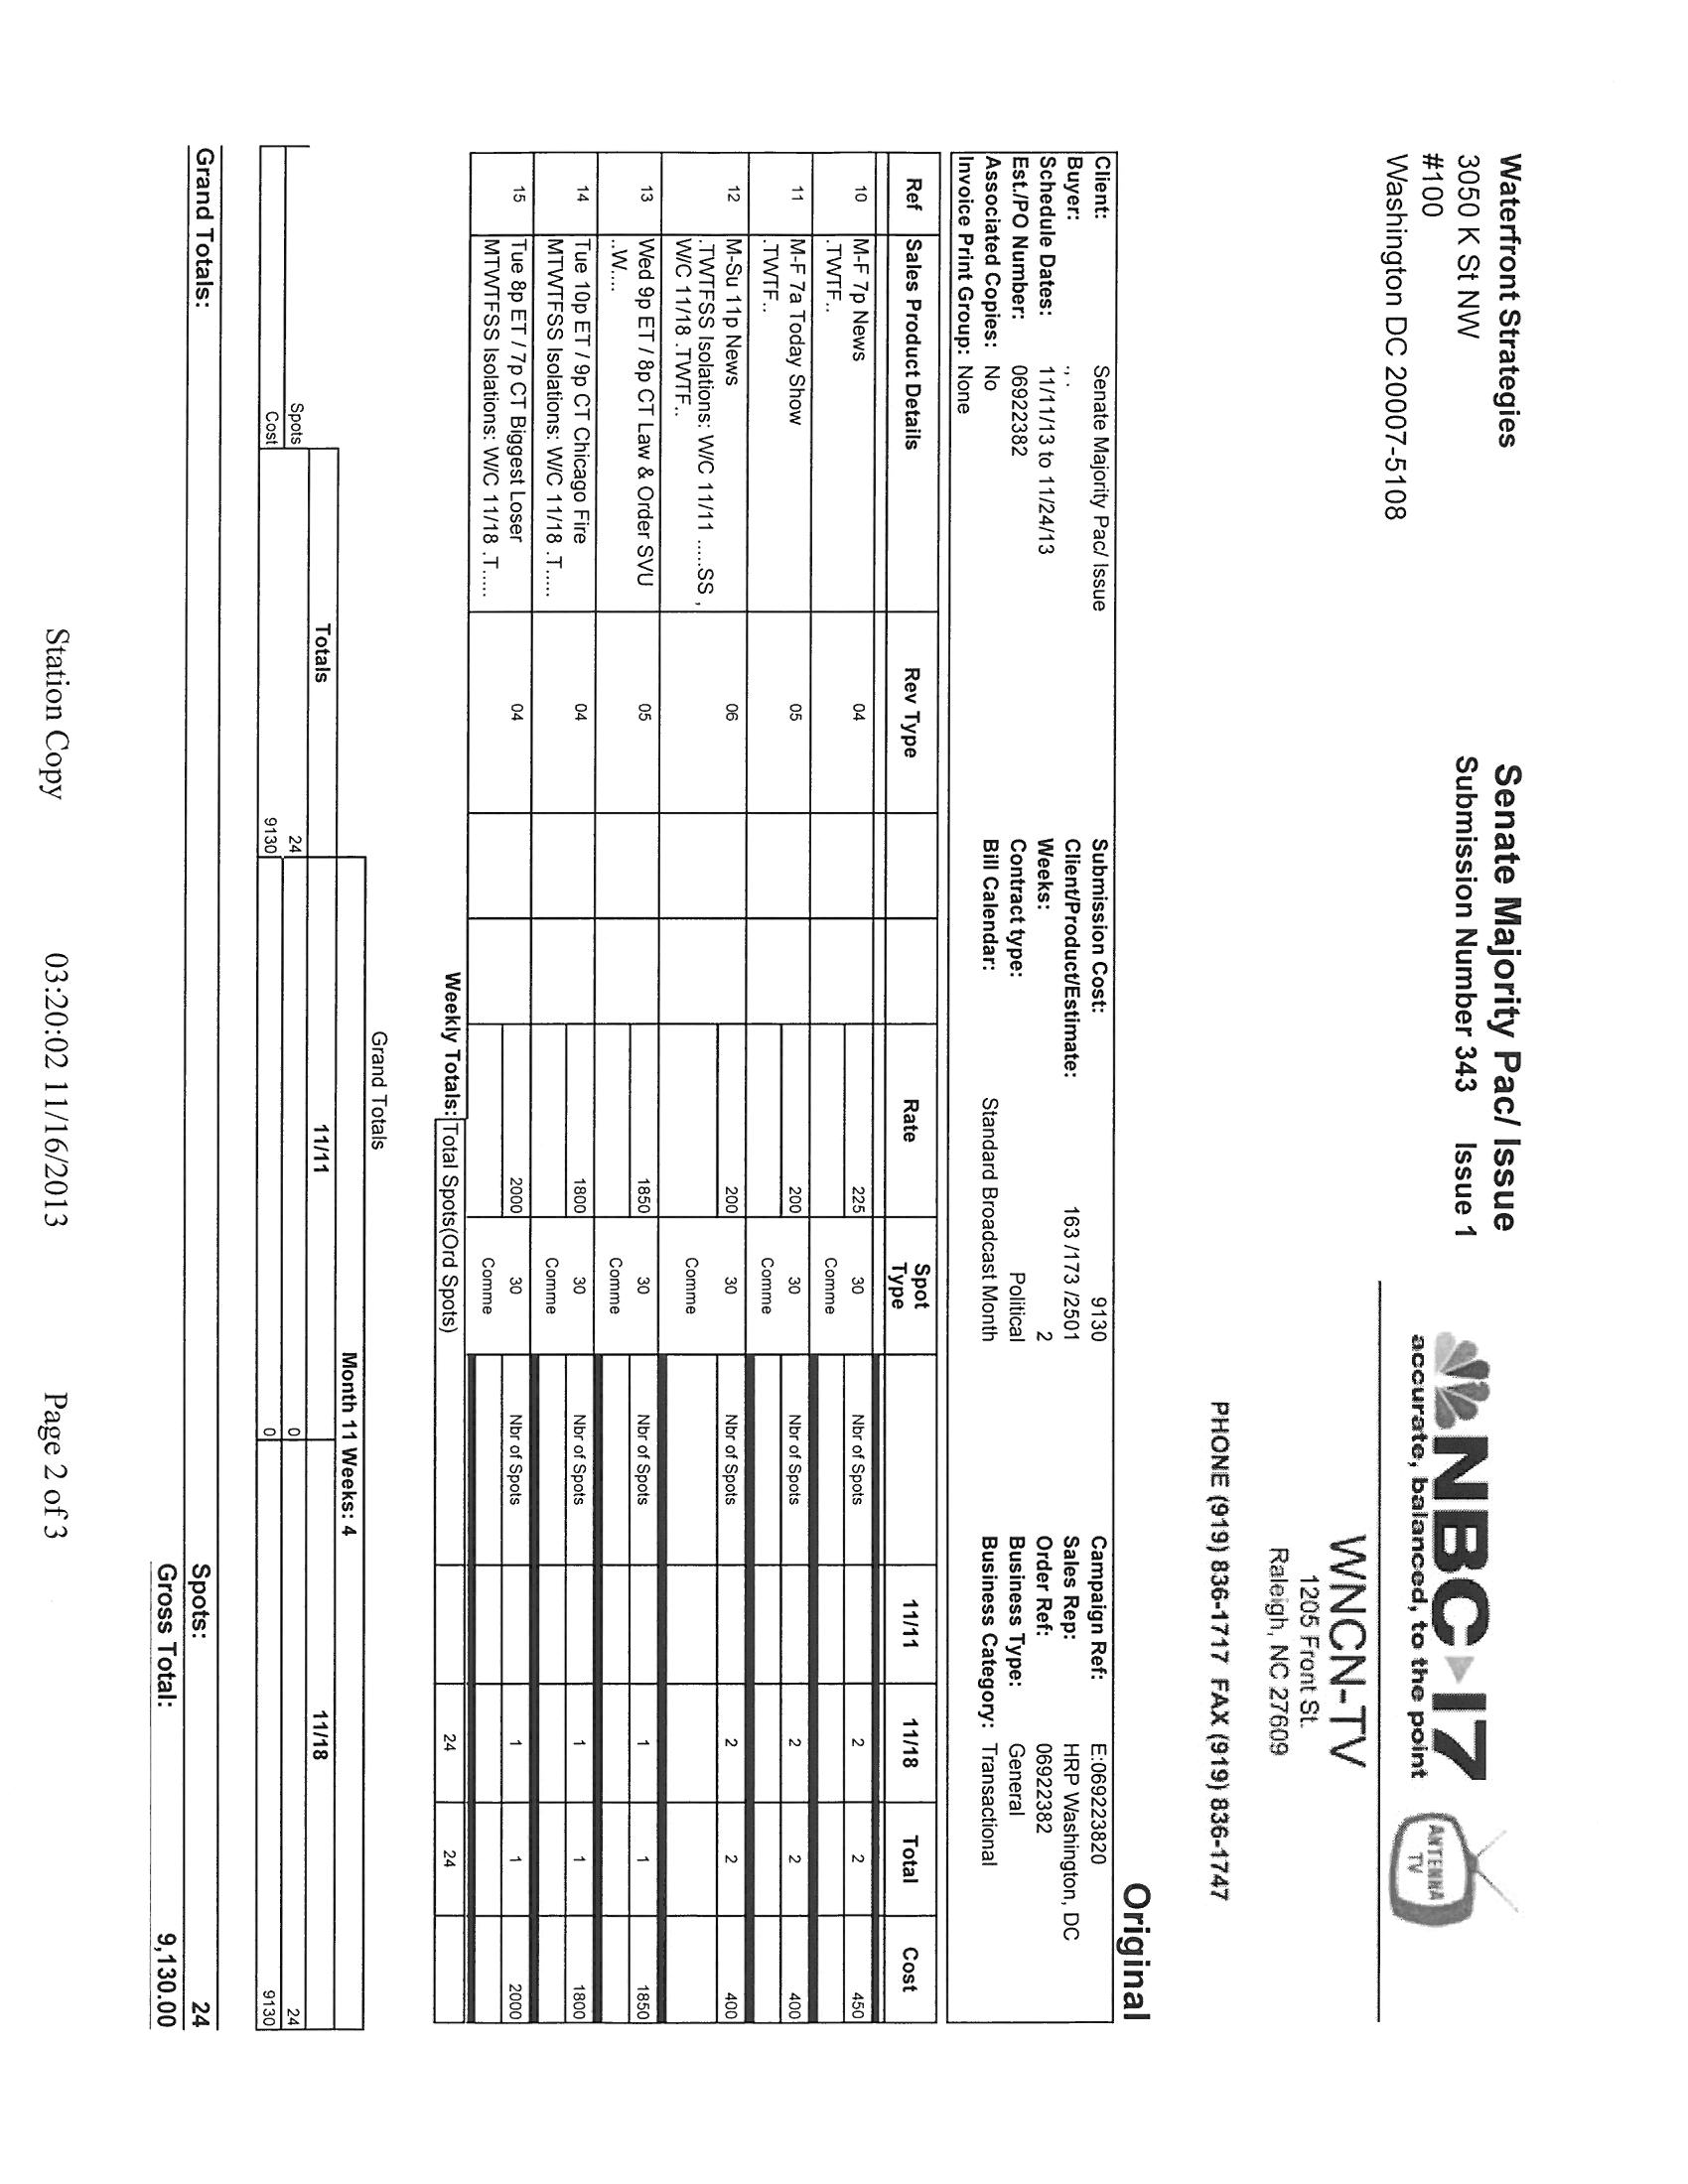 Waterfront Strategies
3050 K St NW
#100
Washington DC 20007-5108
Senate Majority Pac/ Issue
Submission Number 343 Issue 1
NBC 17
accurate, balanced, to the point
ANTENNA TV
WNCN-TV
1205 Front St.
Raleigh, NC 27609
PHONE (919) 836-1717 FAX (919) 836-1747
Original
Client: Senate Majority Pac/ Issue Submission Cost: 9130 Campaign Ref: E:069223820
Buyer: , . Client/Product/Estimate: 163 /173 /2501 Sales Rep: HRP Washington, DC
Schedule Dates: 11/11/13 to 11/24/13 Weeks: 2 Order Ref: 06922382
Est./PO Number: 06922382 Contract type: Political Business Type: General
Associated Copies: No Bill Calendar: Standard Broadcast Month Business Category: Transactional
Invoice Print Group: None
Ref Sales Product Details Rev Type Rate Spot Type 11/11 11/18 Total Cost
10 M-F 7p News 04 225 30 Nbr of Spots 2 2 450
.TWTF.. Comme
11 M-F 7a Today Show 05 200 30 Nbr of Spots 2 2 400
.TWTF.. Comme
12 M-Su 11p News 06 200 30 Nbr of Spots 2 2 400
.TWTFSS Isolations: W/C 11/11 .....SS , Comme
W/C 11/18 .TWTF..
13 Wed 9p ET / 8p CT Law & Order SVU 05 1850 30 Nbr of Spots 1 1 1850
..W.... Comme
14 Tue 10p ET / 9p CT Chicago Fire 04 1800 30 Nbr of Spots 1 1 1800
MTWTFSS Isolations: W/C 11/18 .T..... Comme
15 Tue 8p ET / 7p CT Biggest Loser 04 2000 30 Nbr of Spots 1 1 2000
MTWTFSS Isolations: W/C 11/18 .T..... Comme
Weekly Totals: Total Spots(Ord Spots) 24 24
Grand Totals
Month 11 Weeks: 4
Totals 11/11 11/18
Spots 24 0 24
Cost 9130 0 9130
Grand Totals: Spots: 24
Gross Total: 9,130.00
Station Copy 03:20:02 11/16/2013 Page 2 of 3